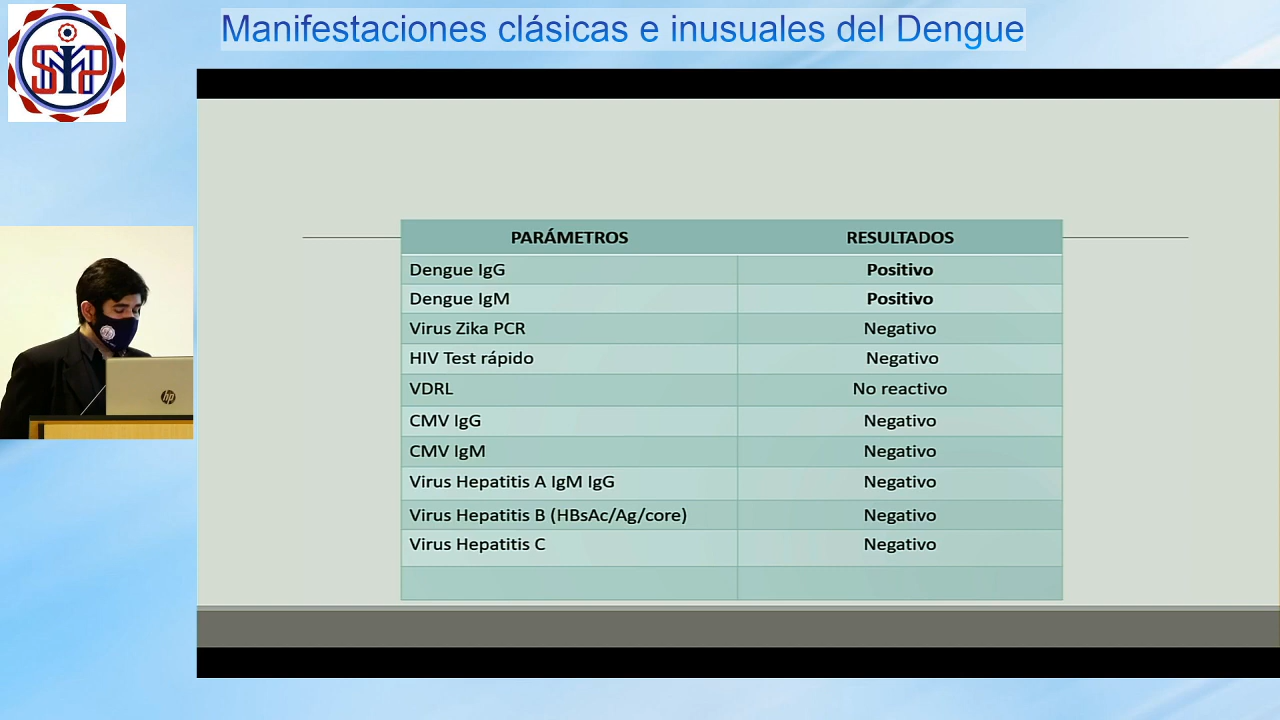 Manifestaciones clásicas e inusuales del Dengue
SMIP
PARÁMETROS RESULTADOS
Dengue IgG Positivo
Dengue IgM Positivo
Virus Zika PCR Negativo
HIV Test rápido Negativo
VDRL No reactivo
CMV IgG Negativo
CMV IgM Negativo
Virus Hepatitis A IgM IgG Negativo
Virus Hepatitis B (HBsAc/Ag/core) Negativo
Virus Hepatitis C Negativo
hp